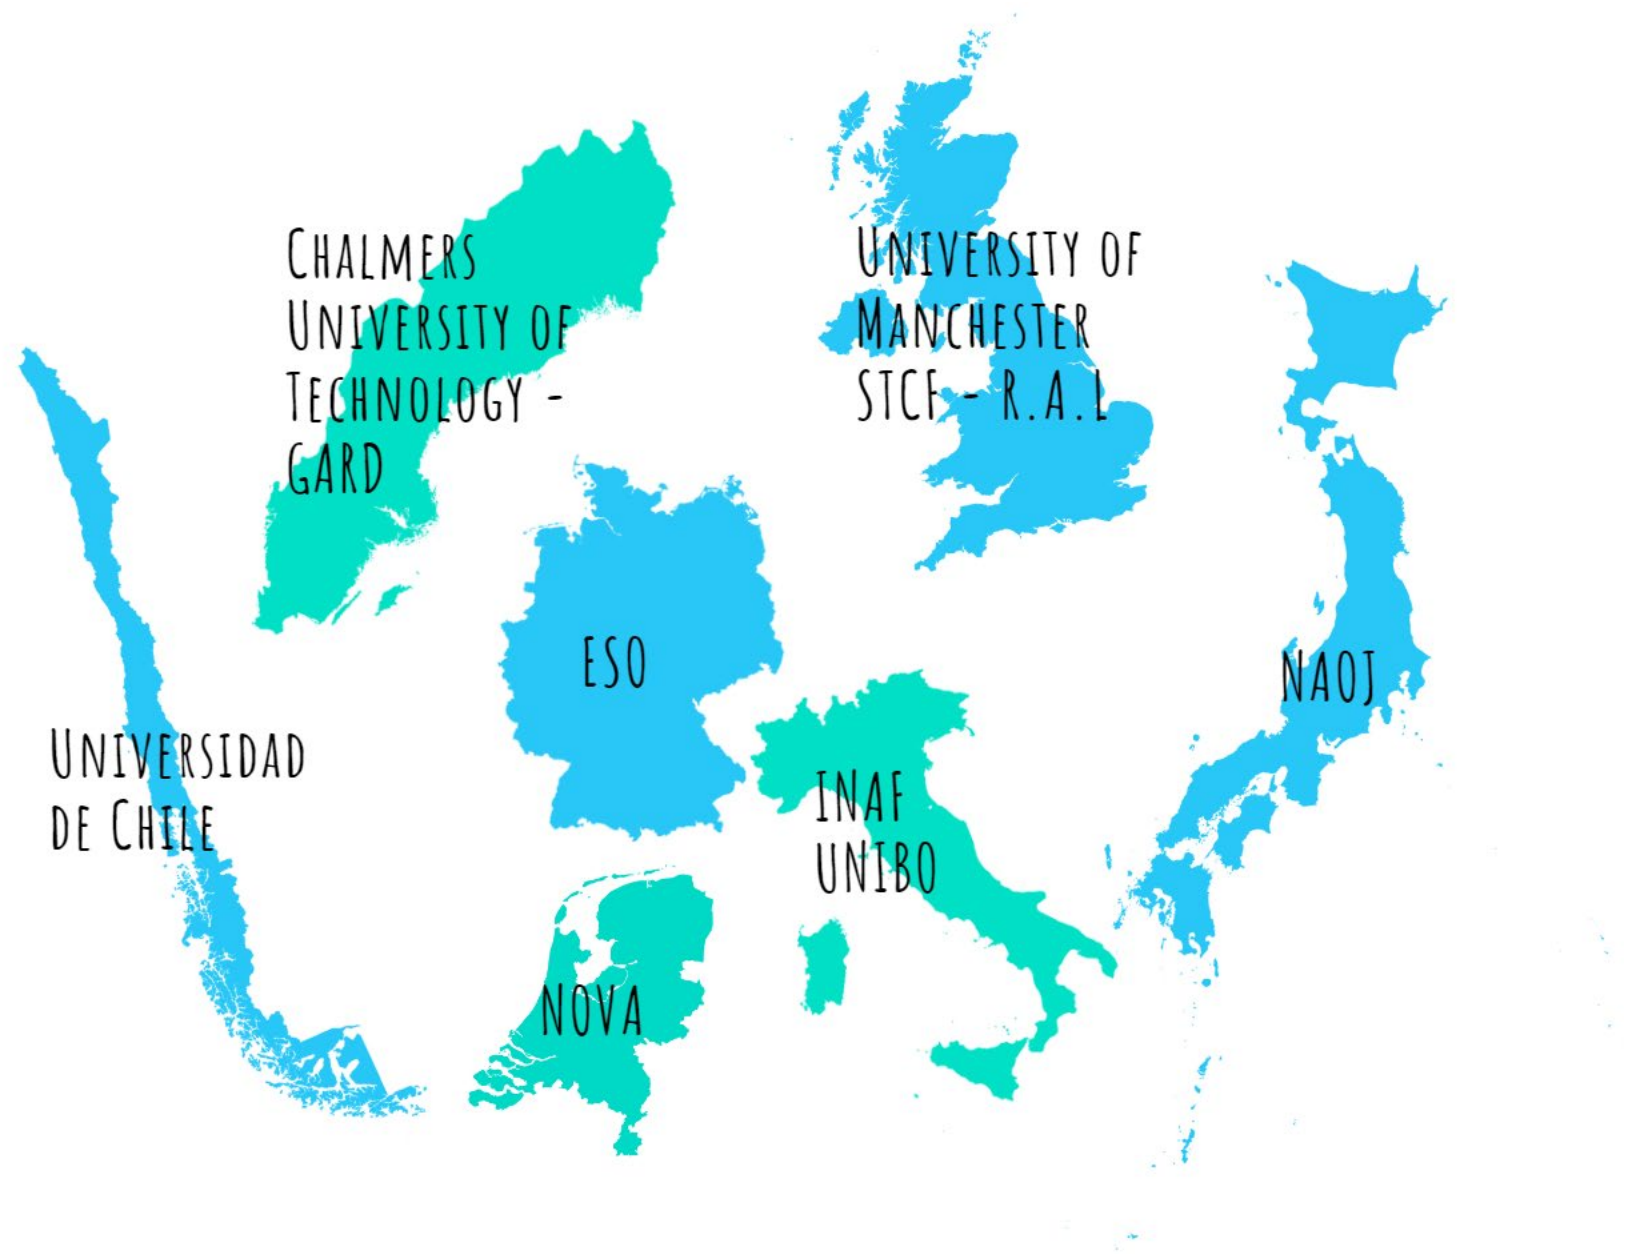 Chalmers
University of
Technology -
GARD
University of
Manchester
STCF - R.A.L
ESO
NAOJ
Universidad
de Chile
INAF
UNIBO
NOVA